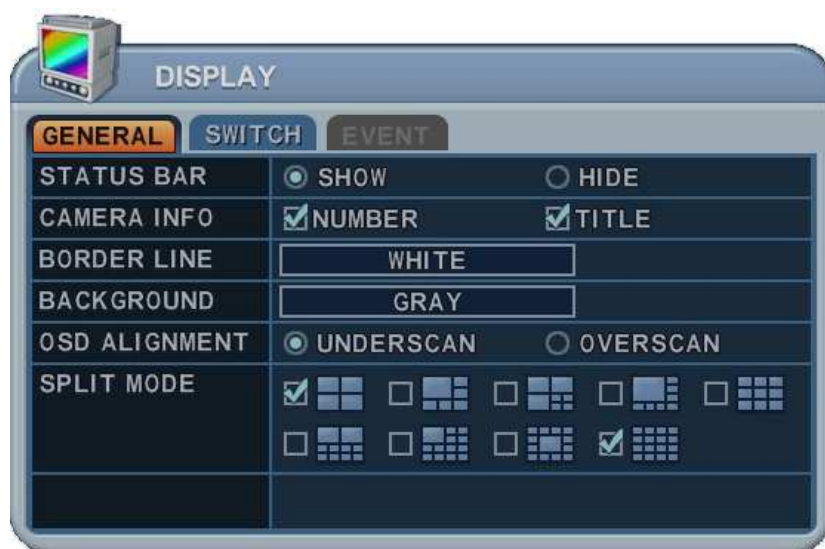 DISPLAY
GENERAL SWITCH EVENT
STATUS BAR SHOW HIDE
CAMERA INFO NUMBER TITLE
BORDER LINE WHITE
BACKGROUND GRAY
OSD ALIGNMENT UNDERSCAN OVERSCAN
SPLIT MODE